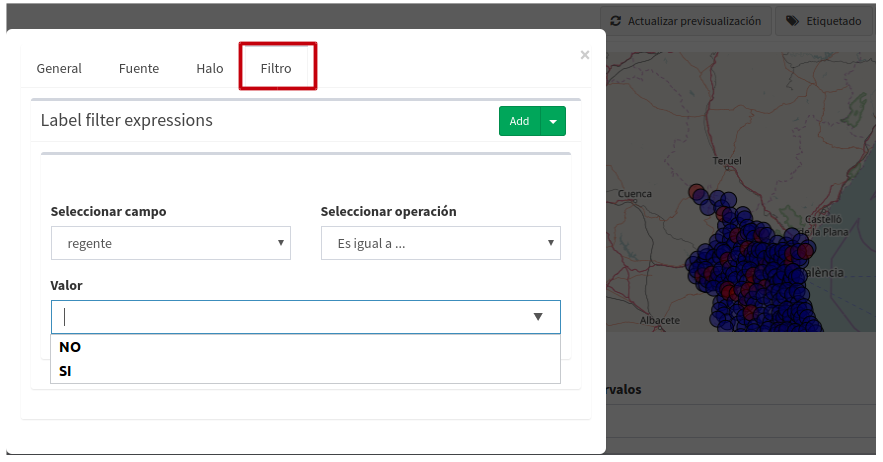 Actualizar previsualización
Etiquetado
×
General
Fuente
Halo
Filtro
Label filter expressions
Add
Seleccionar campo
Seleccionar operación
regente
Es igual a ...
Valor
NO
SI
Teruel
Cuenca
Castelló
de la Plana
alència
Albacete
rvalos